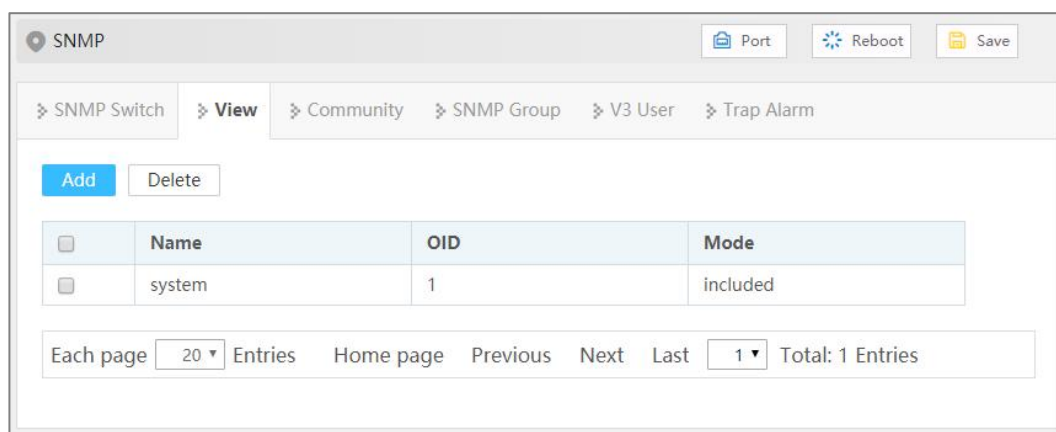 SNMP Port Reboot Save
SNMP Switch View Community SNMP Group V3 User Trap Alarm
Add Delete
Name OID Mode
system 1 included
Each page 20 Entries Home page Previous Next Last 1 Total: 1 Entries